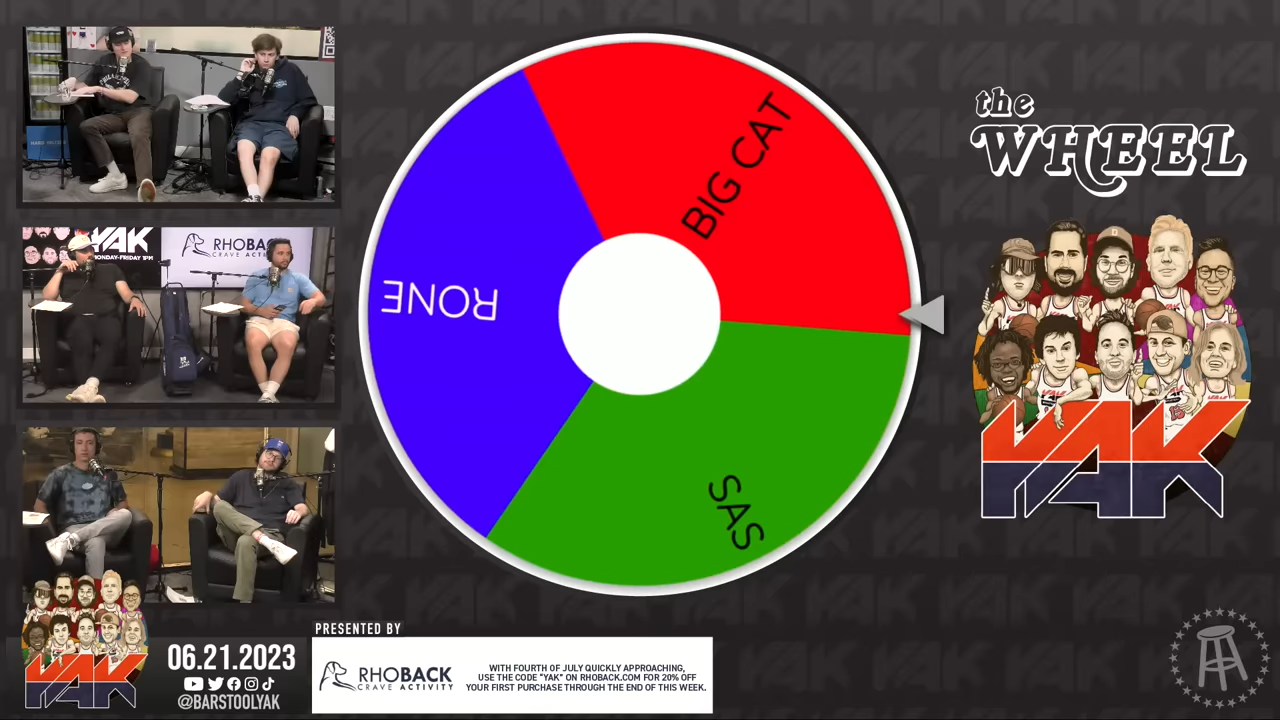 the
WHEEL
BIG CAT
RONE
SAS
YAK
YAK
MONDAY-FRIDAY 1PM
RHOBACK
CRAVE ACTIVITY
YAK
06.21.2023
@BARSTOOLYAK
PRESENTED BY
RHOBACK
CRAVE ACTIVITY
WITH FOURTH OF JULY QUICKLY APPROACHING,
USE THE CODE "YAK" ON RHOBACK.COM FOR 20% OFF
YOUR FIRST PURCHASE THROUGH THE END OF THIS WEEK.